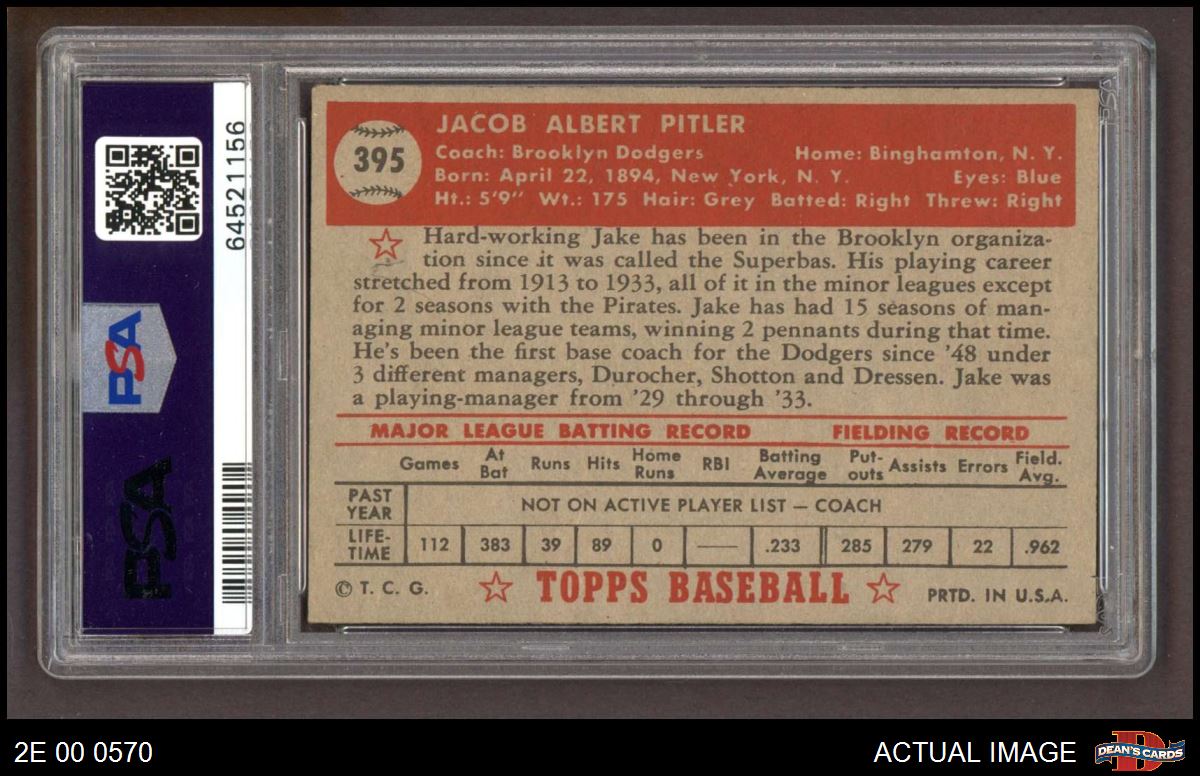 64521156
PSA
PSA
395
JACOB ALBERT PITLER
Coach: Brooklyn Dodgers Home: Binghamton, N. Y.
Born: April 22, 1894, New York, N. Y. Eyes: Blue
Ht.: 5'9" Wt.: 175 Hair: Grey Batted: Right Threw: Right
Hard-working Jake has been in the Brooklyn organiza-
tion since it was called the Superbas. His playing career
stretched from 1913 to 1933, all of it in the minor leagues except
for 2 seasons with the Pirates. Jake has had 15 seasons of man-
aging minor league teams, winning 2 pennants during that time.
He's been the first base coach for the Dodgers since '48 under
3 different managers, Durocher, Shotton and Dressen. Jake was
a playing-manager from '29 through '33.
MAJOR LEAGUE BATTING RECORD FIELDING RECORD
Games At Bat Runs Hits Home Runs RBI Batting Average Put-outs Assists Errors Field. Avg.
PAST YEAR NOT ON ACTIVE PLAYER LIST — COACH
LIFE-TIME 112 383 39 89 0 —— .233 285 279 22 .962
© T. C. G. TOPPS BASEBALL PRTD. IN U.S.A.
2E 00 0570
ACTUAL IMAGE
DEAN'S CARDS